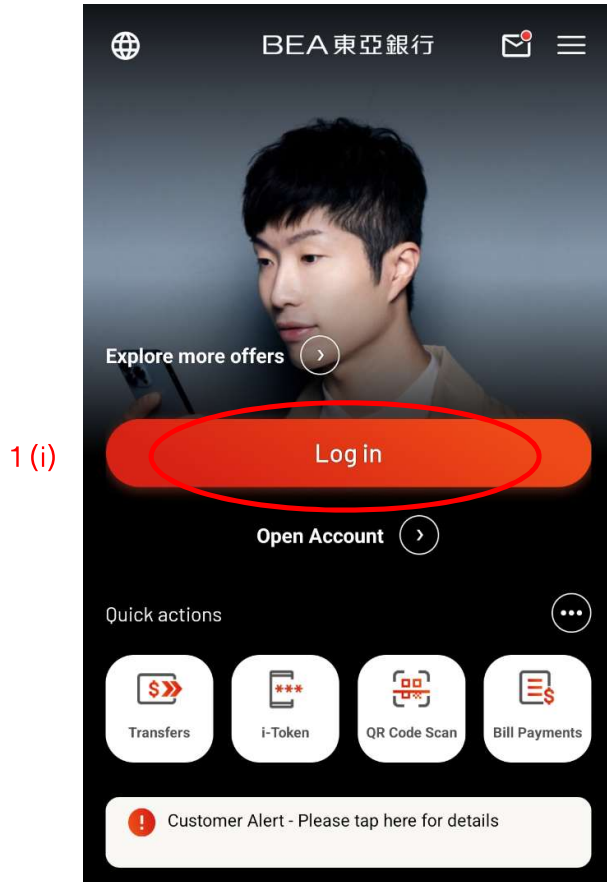 BEA東亞銀行
Explore more offers
1(i)
Log in
Open Account
Quick actions
Transfers
i-Token
QR Code Scan
Bill Payments
Customer Alert - Please tap here for details